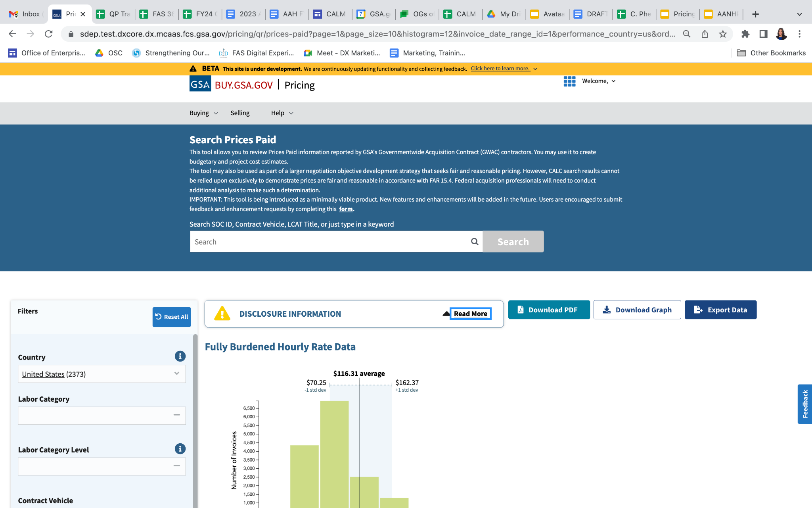 Inbox
Pric
QP Tra
FY24
2023
AAH F
CALM
GSA.g
OGs o
CALM
My Dr
Avatar
DRAFT
C. Phe
Pricin
AANHI
sdep.test.dxcore.dx.mcaas.fcs.gsa.gov/pricing/qr/prices-paid?page=1&page_size=10&histogram=12&invoice_date_range_id=1&performance_country=us&ord...
Office of Enterpris...
OSC
Strengthening Our...
FAS Digital Experi...
Meet - DX Marketi...
Marketing, Trainin...
Other Bookmarks
BETA This site is under development. We are continuously updating functionality and collecting feedback. Click here to learn more.
GSA BUY.GSA.GOV | Pricing
Welcome,
Buying Selling Help
Search Prices Paid
This tool allows you to review Prices Paid information reported by GSA's Governmentwide Acquisition Contract (GWAC) contractors. You may use it to create
budgetary and project cost estimates.
The tool may also be used as part of a larger negotiation objective development strategy that seeks fair and reasonable pricing. However, CALC search results cannot
be relied upon exclusively to demonstrate prices are fair and reasonable in accordance with FAR 15.4. Federal acquisition professionals will need to conduct
additional analysis to make such a determination.
IMPORTANT: This tool is being introduced as a minimally viable product. New features and enhancements will be added in the future. Users are encouraged to submit
feedback and enhancement requests by completing this form.
Search SOC ID, Contract Vehicle, LCAT Title, or just type in a keyword
Search
Search
Filters
Reset All
DISCLOSURE INFORMATION
Read More
Download PDF
Download Graph
Export Data
Country
United States (2373)
Labor Category
Labor Category Level
Contract Vehicle
Fully Burdened Hourly Rate Data
$116.31 average
$70.25
-1 std dev
$162.37
+1 std dev
Number of Invoices
6,500
6,000
5,500
5,000
4,500
4,000
3,500
3,000
2,500
2,000
1,500
1,000
Feedback